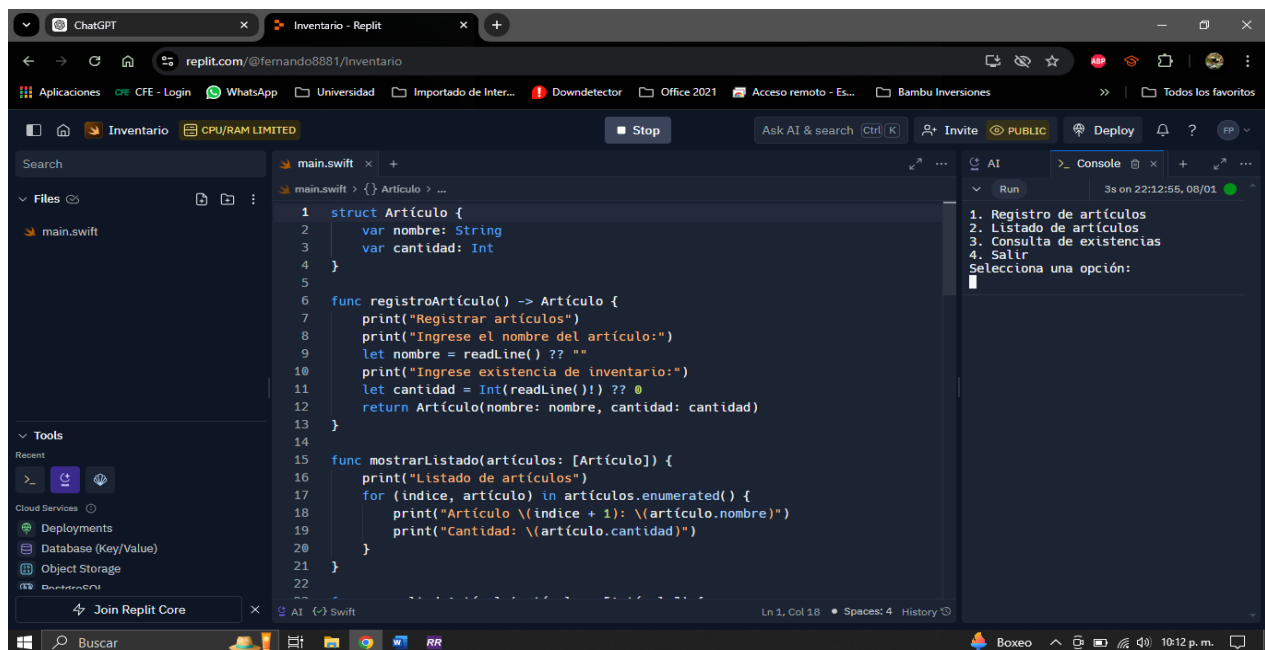 ChatGPT
Inventario - Replit
replit.com/@fernando8881/Inventario
ABP
Aplicaciones CFE CFE - Login WhatsApp Universidad Importado de Inter... Downdetector Office 2021 Acceso remoto - Es... Bambu Inversiones » Todos los favoritos
Inventario CPU/RAM LIMITED Stop Ask AI & search Ctrl K Invite PUBLIC Deploy ? FP
Search
Files
main.swift
Tools
Recent
Cloud Services
Deployments
Database (Key/Value)
Object Storage
Join Replit Core
main.swift
main.swift > {} Artículo > ...
1 struct Artículo {
2 var nombre: String
3 var cantidad: Int
4 }
5
6 func registroArtículo() -> Artículo {
7 print("Registrar artículos")
8 print("Ingrese el nombre del artículo:")
9 let nombre = readLine() ?? ""
10 print("Ingrese existencia de inventario:")
11 let cantidad = Int(readLine()!) ?? 0
12 return Artículo(nombre: nombre, cantidad: cantidad)
13 }
14
15 func mostrarListado(artículos: [Artículo]) {
16 print("Listado de artículos")
17 for (indice, artículo) in artículos.enumerated() {
18 print("Artículo \(indice + 1): \(artículo.nombre)")
19 print("Cantidad: \(artículo.cantidad)")
20 }
21 }
22
AI {} Swift Ln 1, Col 18 • Spaces: 4 History
AI >_ Console
Run 3s on 22:12:55, 08/01
1. Registro de artículos
2. Listado de artículos
3. Consulta de existencias
4. Salir
Selecciona una opción:
Buscar RR Boxeo 10:12 p. m.